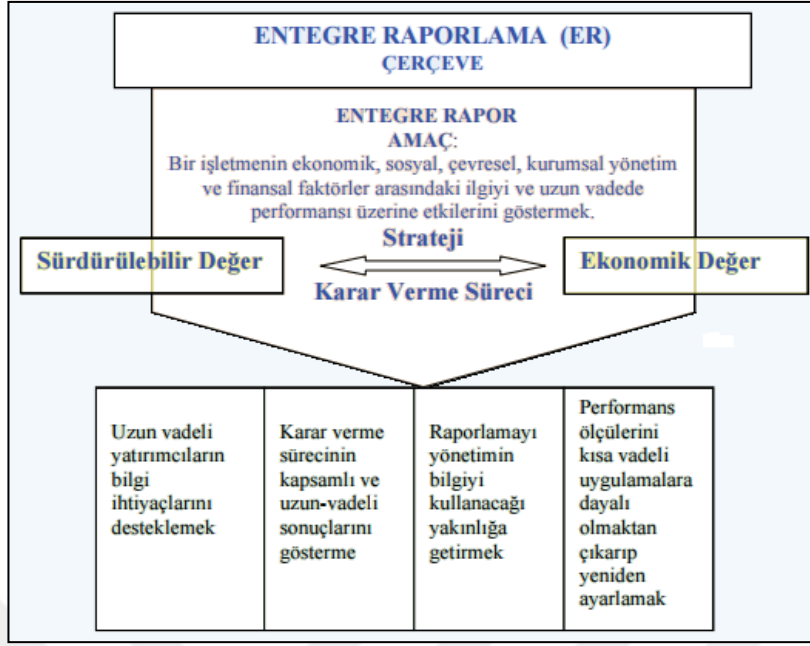 ENTEGRE RAPORLAMA (ER)
ÇERÇEVE
ENTEGRE RAPOR
AMAÇ:
Bir işletmenin ekonomik, sosyal, çevresel, kurumsal yönetim
ve finansal faktörler arasındaki ilgiyi ve uzun vadede
performansı üzerine etkilerini göstermek.
Strateji
Sürdürülebilir Değer
Ekonomik Değer
Karar Verme Süreci
Uzun vadeli
yatırımcıların
bilgi
ihtiyaçlarını
desteklemek
Karar verme
sürecinin
kapsamlı ve
uzun-vadeli
sonuçlarını
gösterme
Raporlamayı
yönetimin
bilgiyi
kullanacağı
yakınlığa
getirmek
Performans
ölçülerini
kısa vadeli
uygulamalara
dayalı
olmaktan
çıkarıp
yeniden
ayarlamak